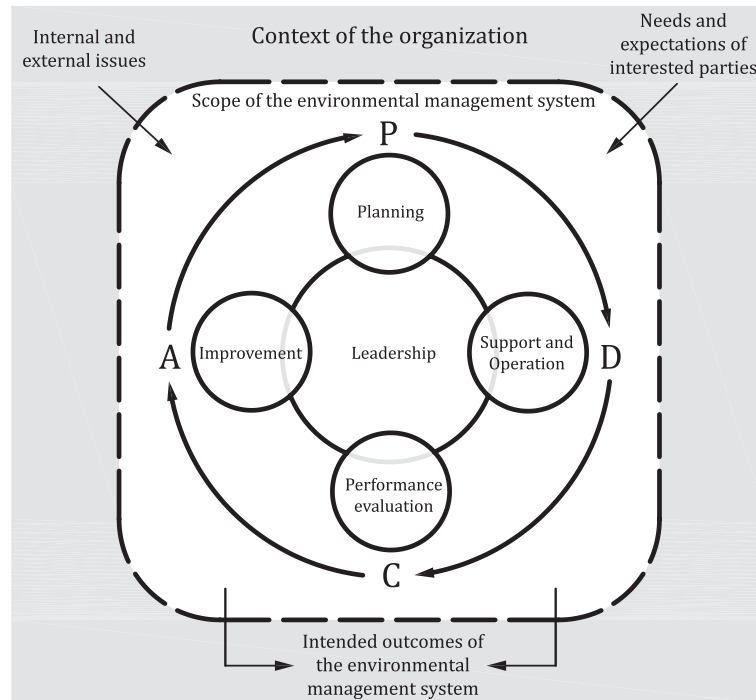 Context of the organization
Internal and
external issues
Needs and
expectations of
interested parties
Scope of the environmental management system
P
Planning
A
Improvement
Leadership
Support and
Operation
D
Performance
evaluation
C
Intended outcomes of
the environmental
management system